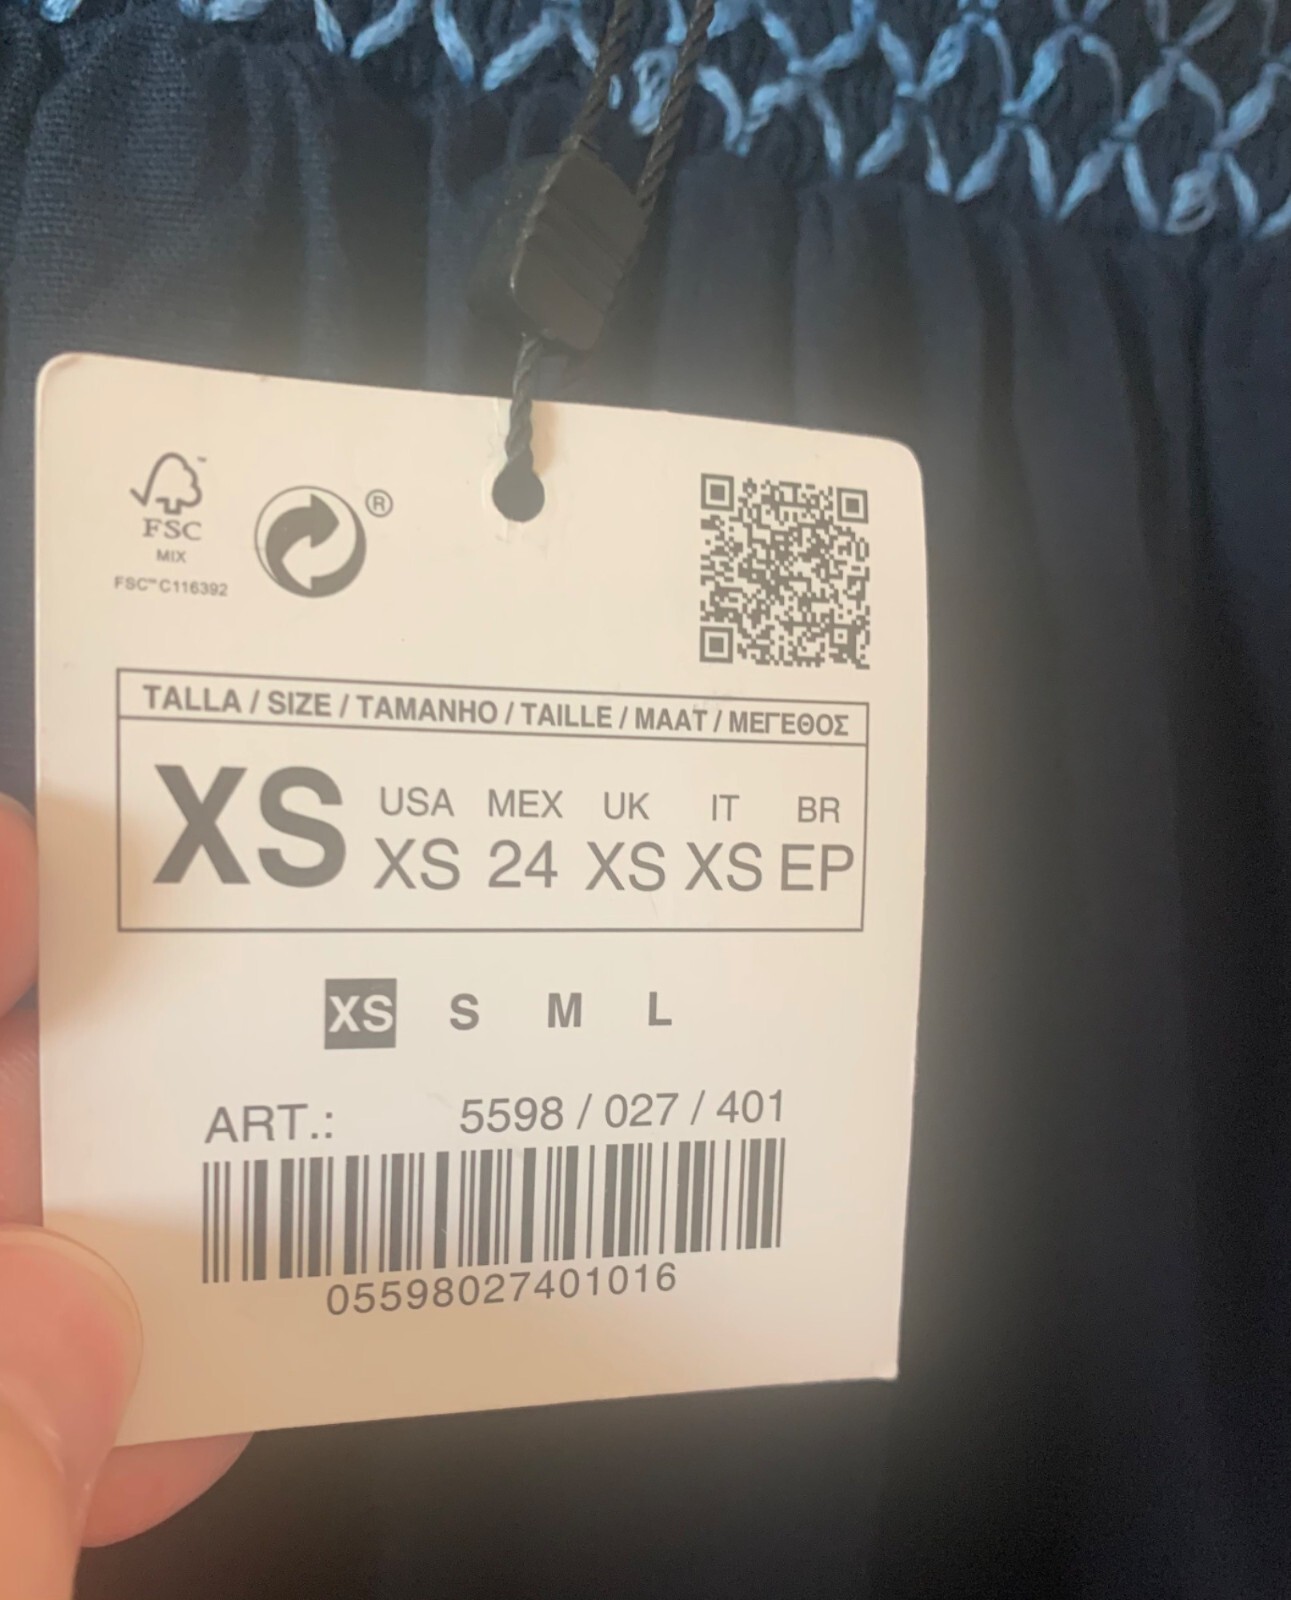 ™
FSC
MIX
FSC™ C116392
®
TALLA / SIZE / TAMANHO / TAILLE / MAAT / ΜΕΓΕΘΟΣ
XS
USA MEX UK IT BR
XS 24 XS XS EP
XS S M L
ART.: 5598 / 027 / 401
05598027401016